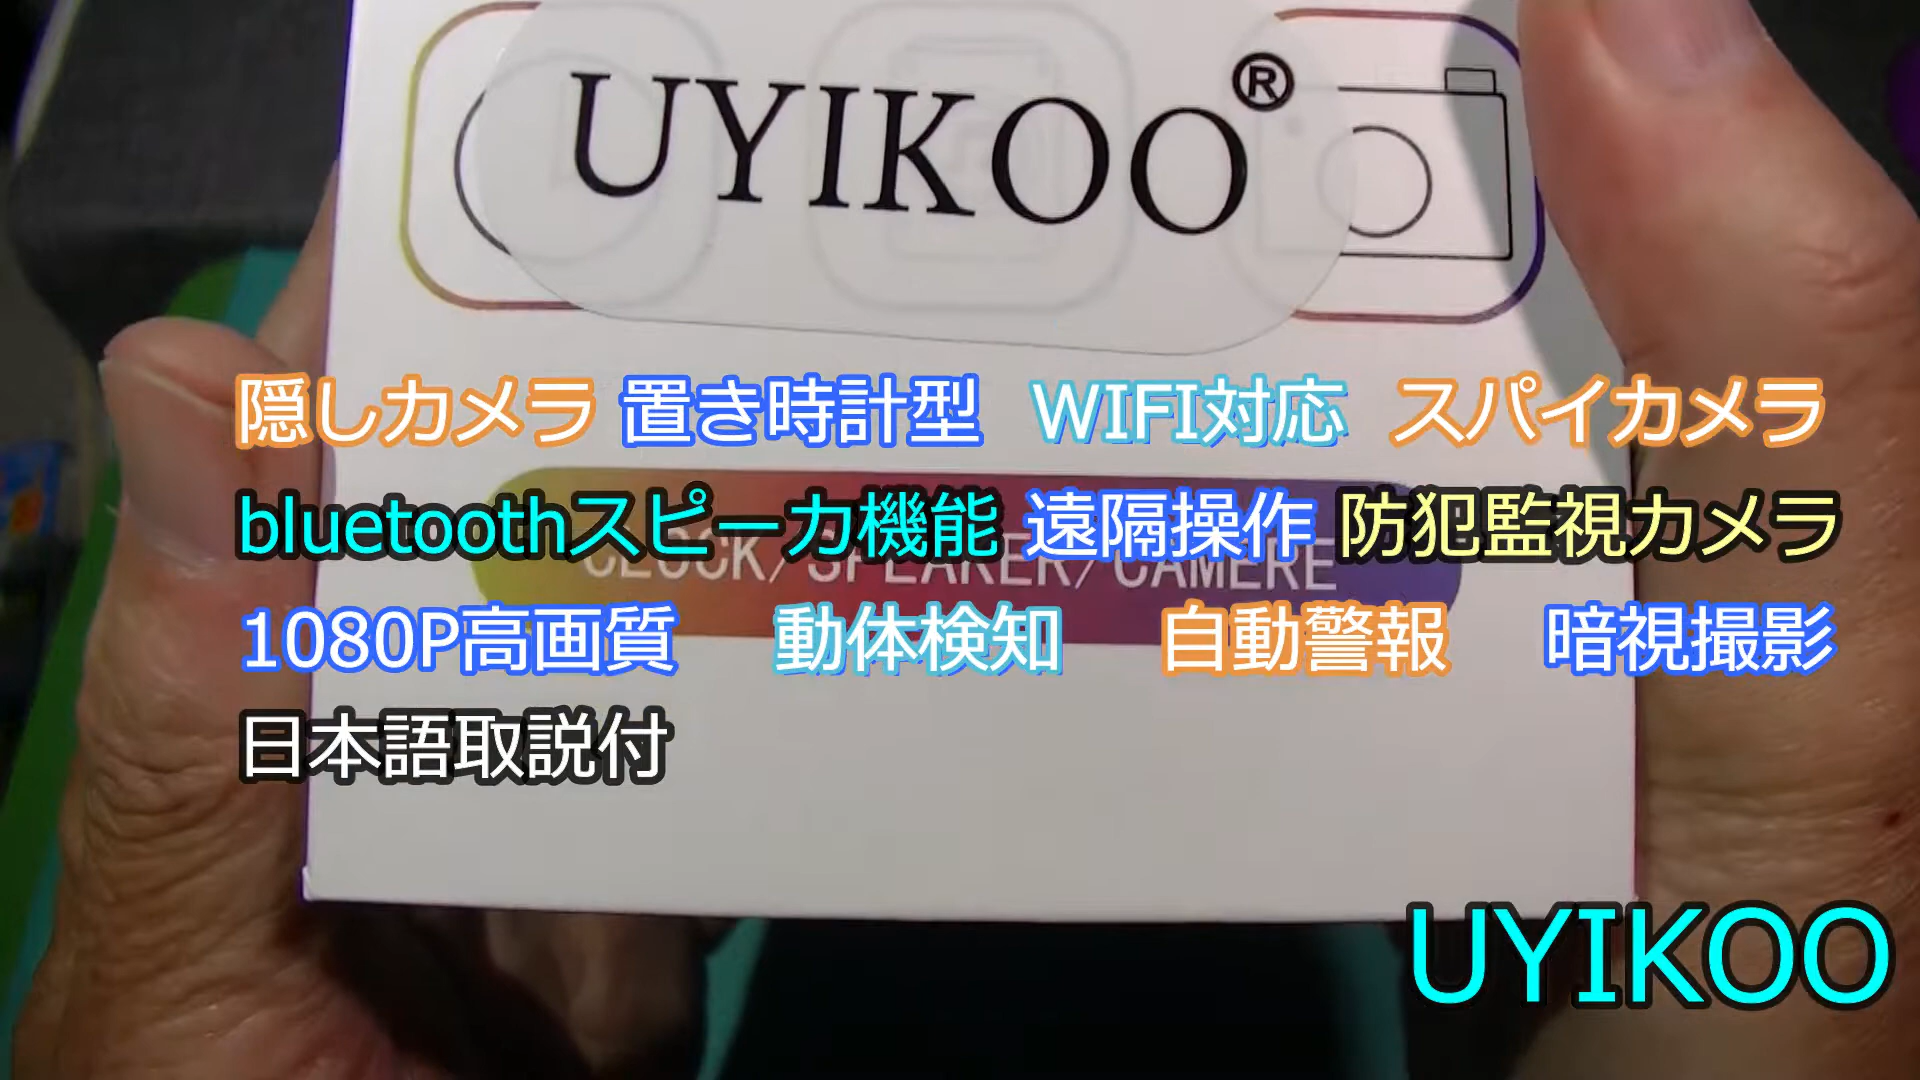 UYIKOO®
隠しカメラ 置き時計型 WIFI対応 スパイカメラ
bluetoothスピーカ機能 遠隔操作 防犯監視カメラ
CLOCK/SPEAKER/CAMERE
1080P高画質 動体検知 自動警報 暗視撮影
日本語取説付
UYIKOO